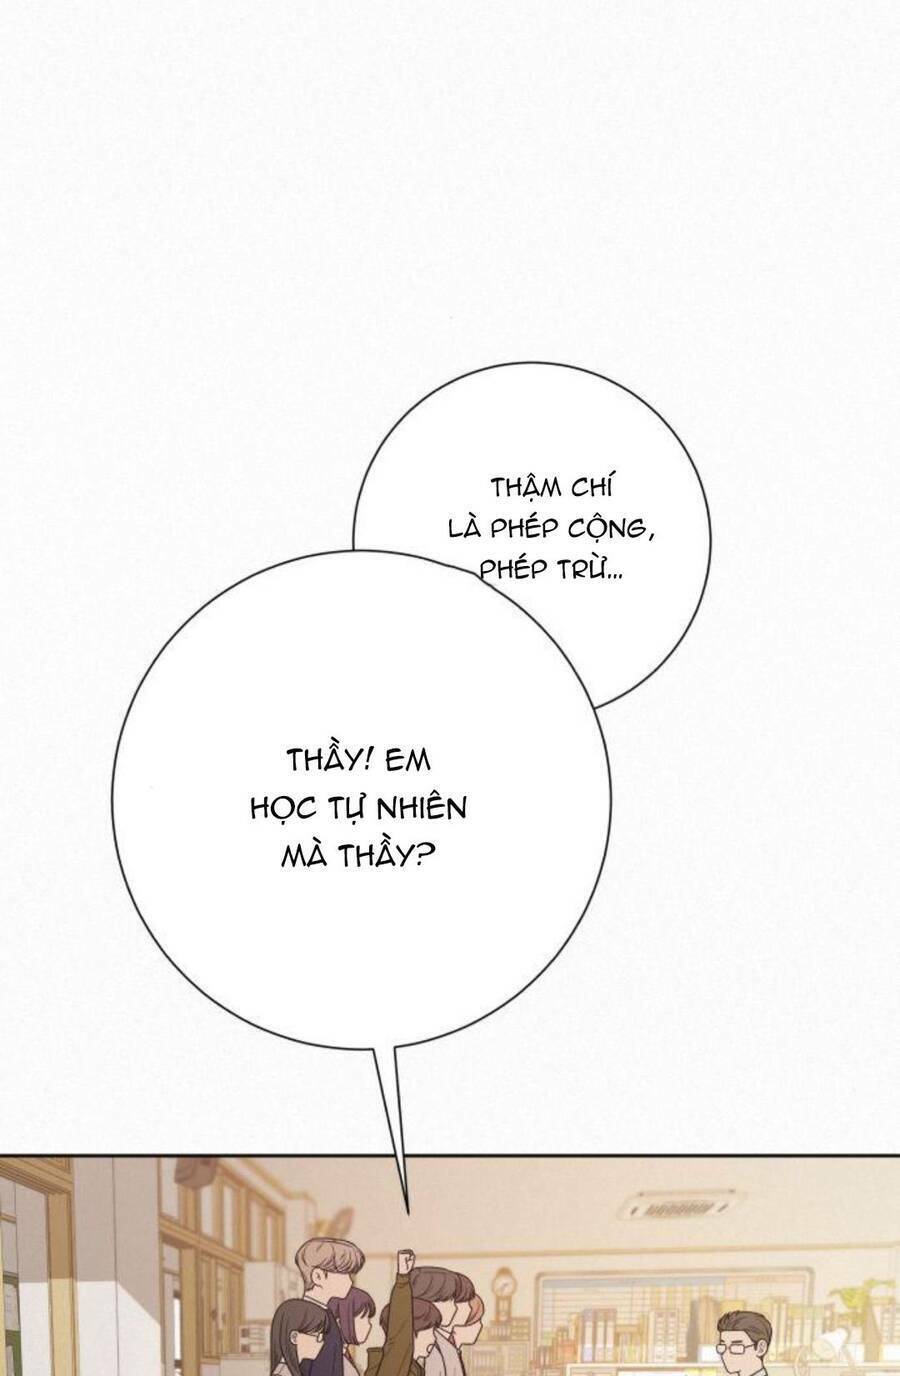 THẬM CHÍ
LÀ PHÉP CỘNG,
PHÉP TRỪ...
THẦY! EM
HỌC TỰ NHIÊN
MÀ THẦY?